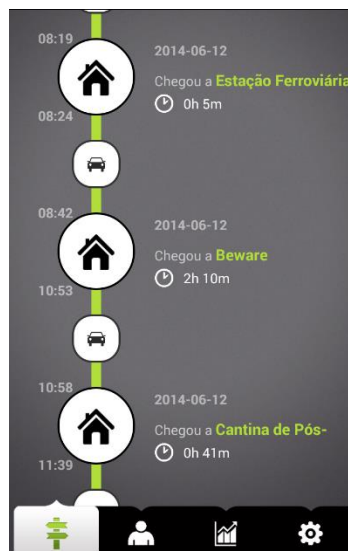 08:19
2014-06-12
Chegou a Estação Ferroviária
0h 5m
08:24
08:42
2014-06-12
Chegou a Beware
2h 10m
10:53
10:58
2014-06-12
Chegou a Cantina de Pós-
0h 41m
11:39